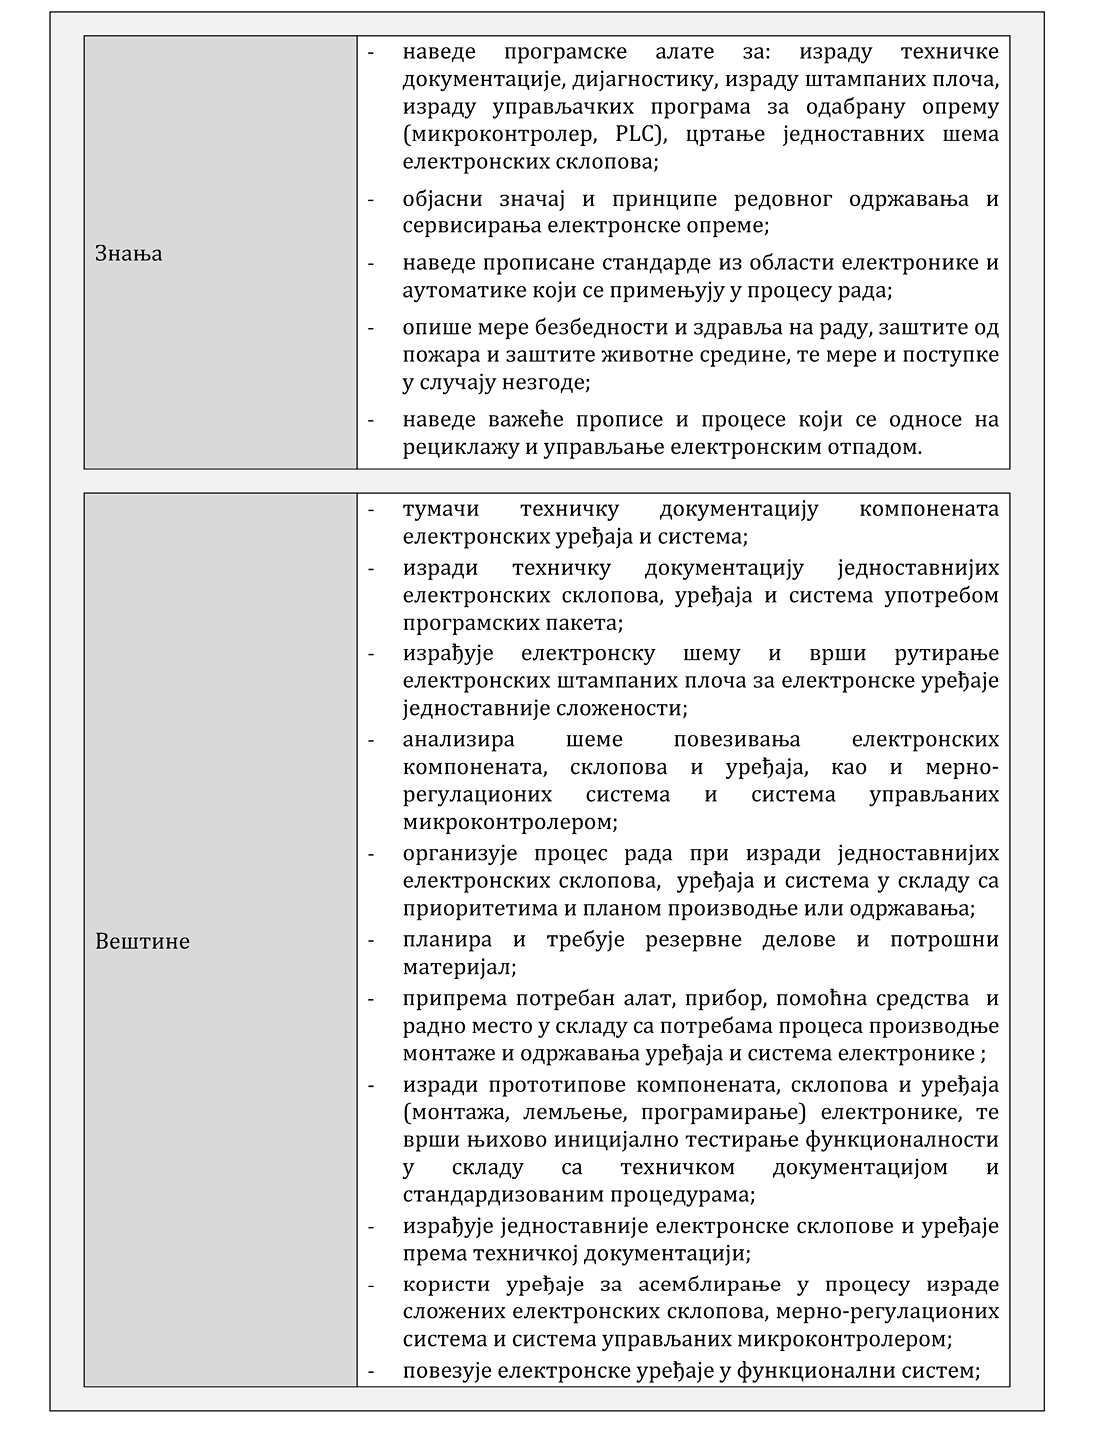 Знања
- наведе програмске алате за: израду техничке
документације, дијагностику, израду штампаних плоча,
израду управљачких програма за одабрану опрему
(микроконтролер, PLC), цртање једноставних шема
електронских склопова;
- објасни значај и принципе редовног одржавања и
сервисирања електронске опреме;
- наведе прописане стандарде из области електронике и
аутоматике који се примењују у процесу рада;
- опише мере безбедности и здравља на раду, заштите од
пожара и заштите животне средине, те мере и поступке
у случају незгоде;
- наведе важеће прописе и процесе који се односе на
рециклажу и управљање електронским отпадом.
Вештине
- тумачи техничку документацију компонената
електронских уређаја и система;
- изради техничку документацију једноставнијих
електронских склопова, уређаја и система употребом
програмских пакета;
- израђује електронску шему и врши рутирање
електронских штампаних плоча за електронске уређаје
једноставније сложености;
- анализира шеме повезивања електронских
компонената, склопова и уређаја, као и мерно-
регулационих система и система управљаних
микроконтролером;
- организује процес рада при изради једноставнијих
електронских склопова, уређаја и система у складу са
приоритетима и планом производње или одржавања;
- планира и требује резервне делове и потрошни
материјал;
- припрема потребан алат, прибор, помоћна средства и
радно место у складу са потребама процеса производње
монтаже и одржавања уређаја и система електронике ;
- изради прототипове компонената, склопова и уређаја
(монтажа, лемљење, програмирање) електронике, те
врши њихово иницијално тестирање функционалности
у складу са техничком документацијом и
стандардизованим процедурама;
- израђује једноставније електронске склопове и уређаје
према техничкој документацији;
- користи уређаје за асемблирање у процесу израде
сложених електронских склопова, мерно-регулационих
система и система управљаних микроконтролером;
- повезује електронске уређаје у функционални систем;